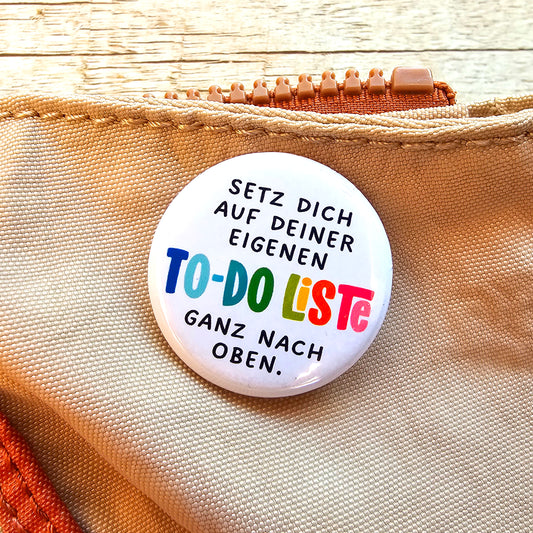 SETZ DICH
AUF DEINER
EIGENEN
TO-DO LiSTe
GANZ NACH
OBEN.